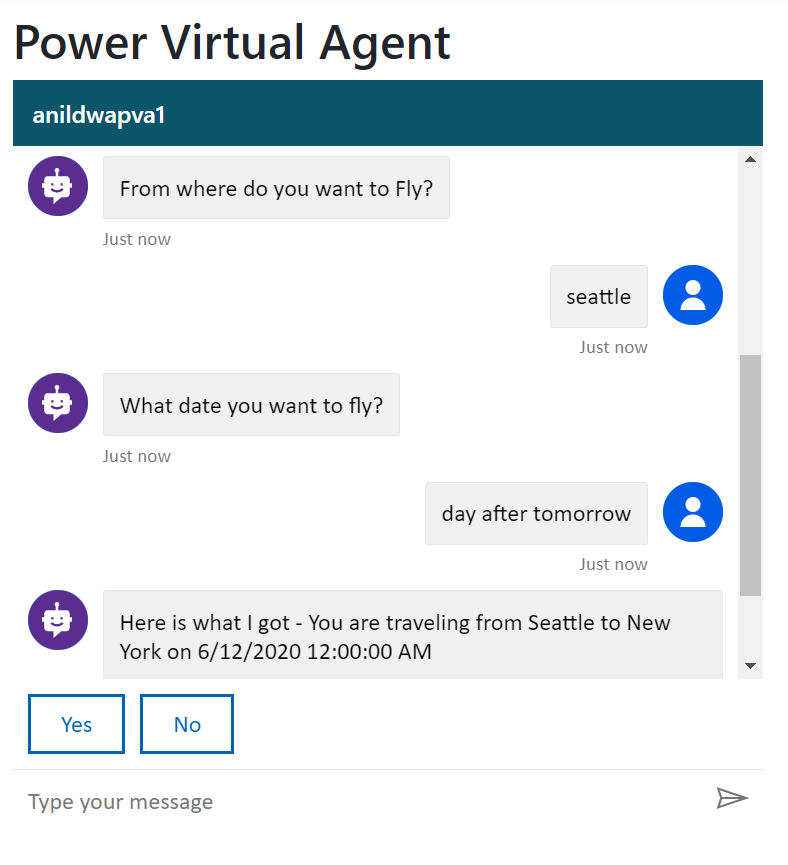 Power Virtual Agent
anildwapva1
From where do you want to Fly?
Just now
seattle
Just now
What date you want to fly?
Just now
day after tomorrow
Just now
Here is what I got - You are traveling from Seattle to New
York on 6/12/2020 12:00:00 AM
Yes
No
Type your message